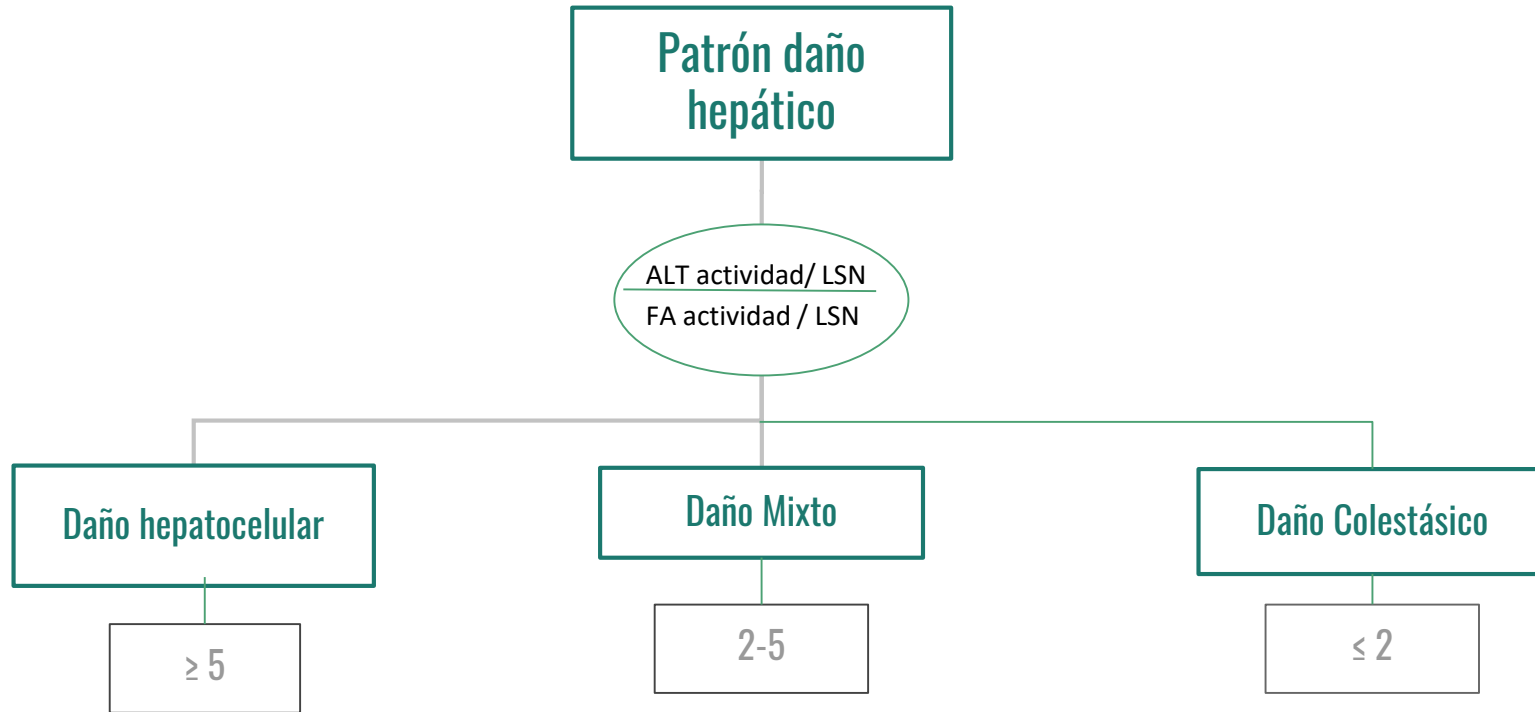 Patrón daño
hepático
ALT actividad/ LSN
FA actividad / LSN
Daño hepatocelular
Daño Mixto
Daño Colestásico
≥ 5
2-5
≤ 2